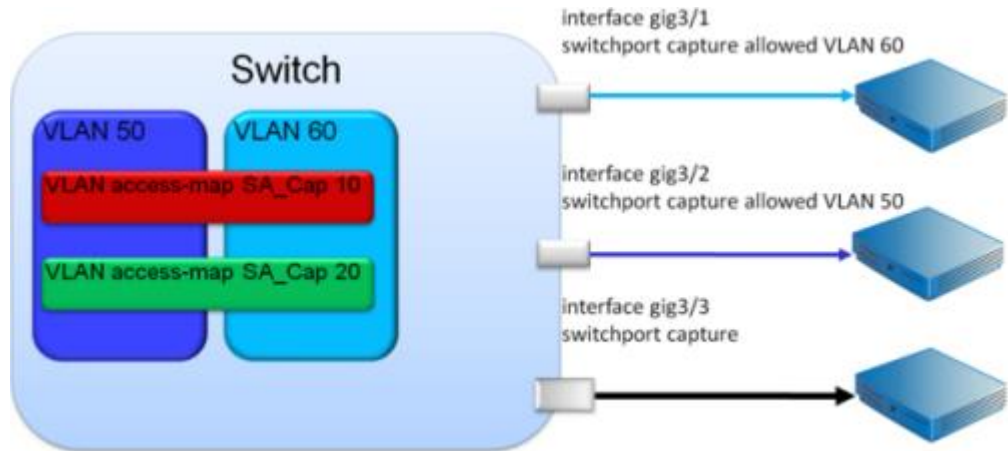 Switch
VLAN 50
VLAN 60
VLAN access-map SA_Cap 10
VLAN access-map SA_Cap 20
interface gig3/1
switchport capture allowed VLAN 60
interface gig3/2
switchport capture allowed VLAN 50
interface gig3/3
switchport capture